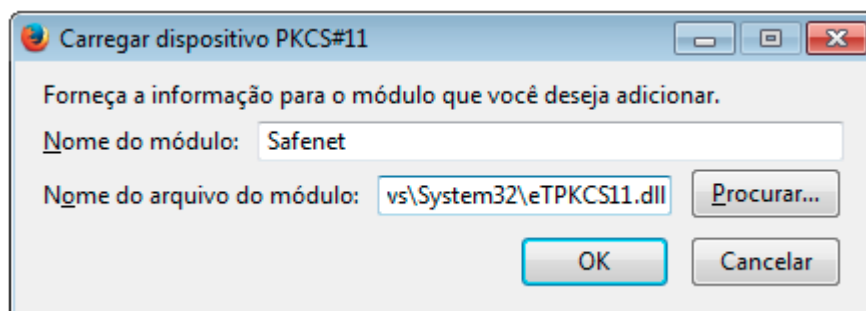 Carregar dispositivo PKCS#11
Forneça a informação para o módulo que você deseja adicionar.
Nome do módulo: Safenet
Nome do arquivo do módulo: vs\System32\eTPKCS11.dll Procurar...
OK Cancelar